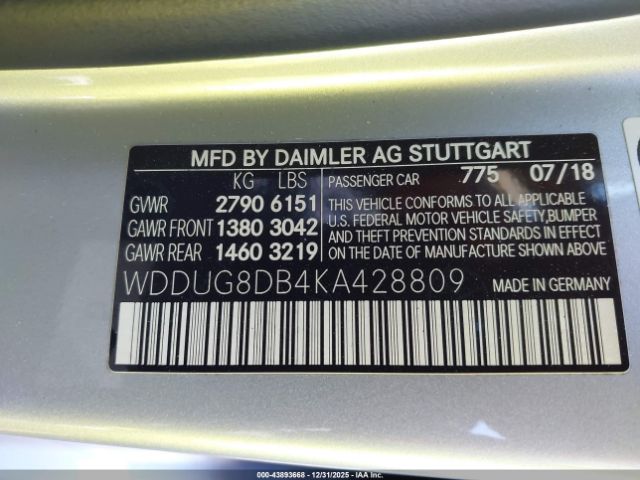 MFD BY DAIMLER AG STUTTGART
KG LBS PASSENGER CAR 775 07/18
GVWR 2790 6151
GAWR FRONT 1380 3042
GAWR REAR 1460 3219
THIS VEHICLE CONFORMS TO ALL APPLICABLE
U.S. FEDERAL MOTOR VEHICLE SAFETY,BUMPER
AND THEFT PREVENTION STANDARDS IN EFFECT
ON THE DATE OF MANUFACTURE SHOWN ABOVE.
WDDUG8DB4KA428809 MADE IN GERMANY
000-43893668 - 12/31/2025 - IAA Inc.